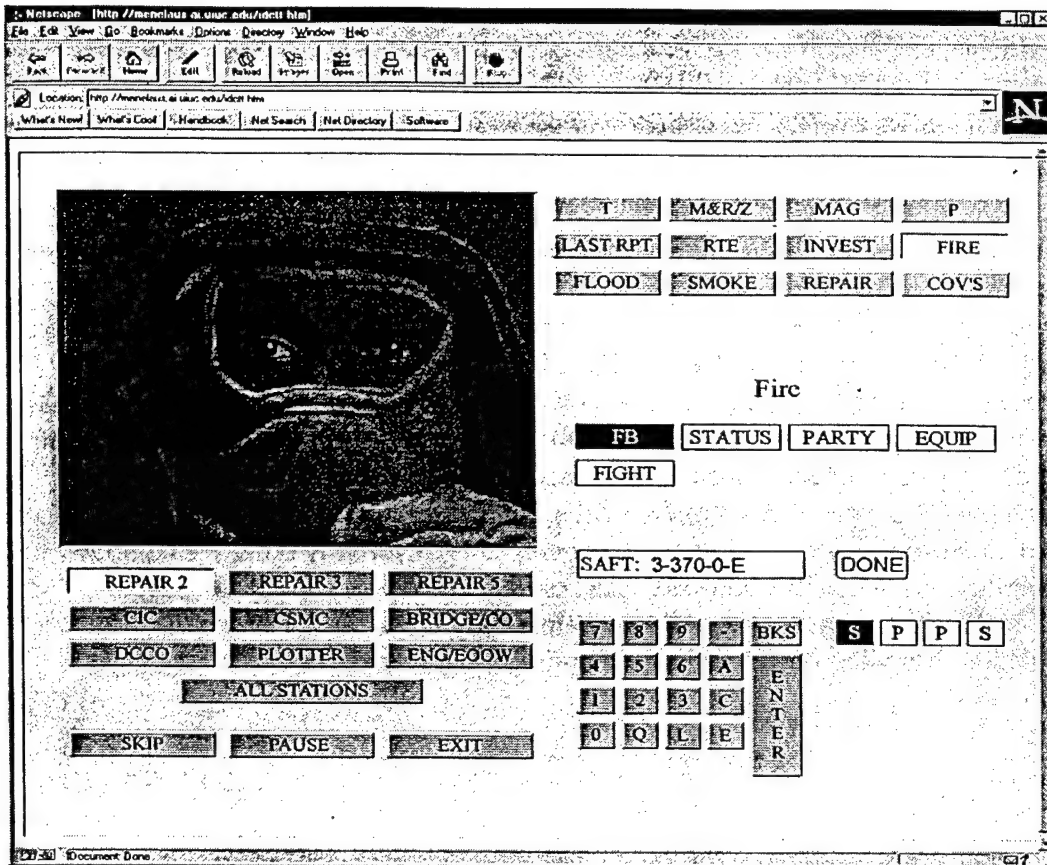 Netscape - [http://menelaus.ai.uiuc.edu/idctt.htm]
File Edit View Go Bookmarks Options Directory Window Help
Back Forward Home Edit Reload Images Open Print Find Stop
Location: http://menelaus.ai.uiuc.edu/idctt.htm
What's New! What's Cool! Handbook Net Search Net Directory Software
T M&R/Z MAG P
LAST RPT RTE INVEST FIRE
FLOOD SMOKE REPAIR COV'S
Fire
FB STATUS PARTY EQUIP
FIGHT
SAFT: 3-370-0-E DONE
REPAIR 2 REPAIR 3 REPAIR 5
CIC CSMC BRIDGE/CO
DCCO PLOTTER ENG/EOOW
ALL STATIONS
SKIP PAUSE EXIT
7 8 9 - BKS
4 5 6 A
1 2 3 C
0 Q L E
ENTER
S P P S
Document: Done